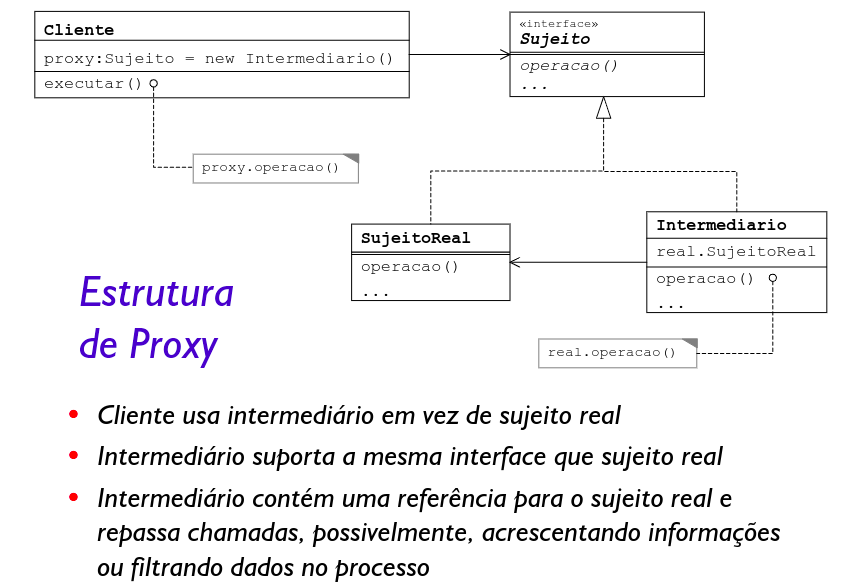 Cliente
proxy:Sujeito = new Intermediario()
executar()
«interface»
Sujeito
operacao()
...
proxy.operacao()
SujeitoReal
operacao()
...
Intermediario
real.SujeitoReal
operacao()
...
real.operacao()
Estrutura
de Proxy
• Cliente usa intermediário em vez de sujeito real
• Intermediário suporta a mesma interface que sujeito real
• Intermediário contém uma referência para o sujeito real e
repassa chamadas, possivelmente, acrescentando informações
ou filtrando dados no processo